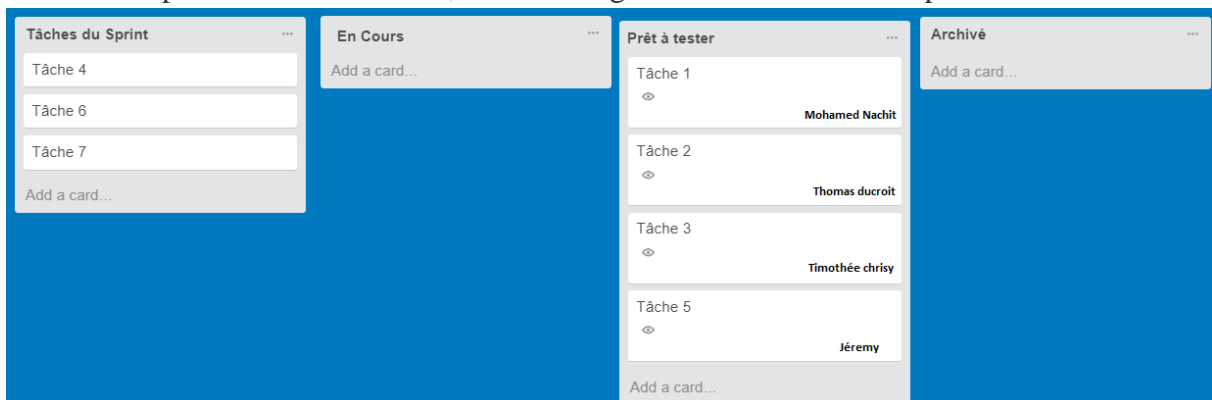 Tâches du Sprint
Tâche 4
Tâche 6
Tâche 7
Add a card...
En Cours
Add a card...
Prêt à tester
Tâche 1
Mohamed Nachit
Tâche 2
Thomas ducroit
Tâche 3
Timothée chrisy
Tâche 5
Jéremy
Add a card...
Archivé
Add a card...